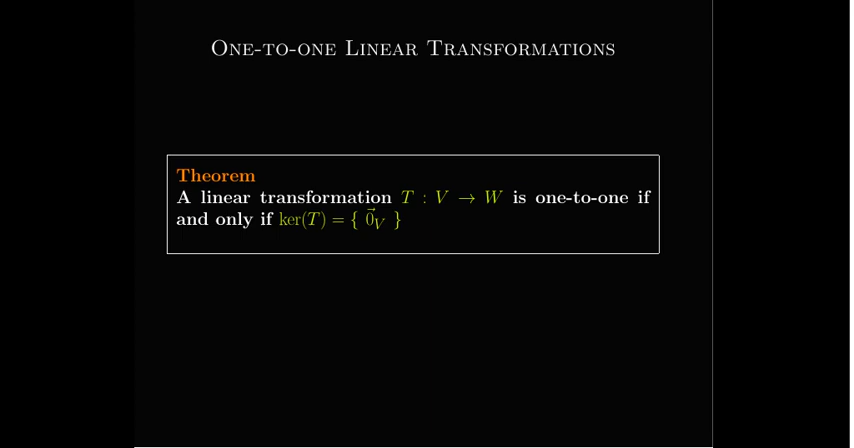 One-to-one Linear Transformations
Theorem
A linear transformation T : V → W is one-to-one if
and only if ker(T) = { 0⃗_V }